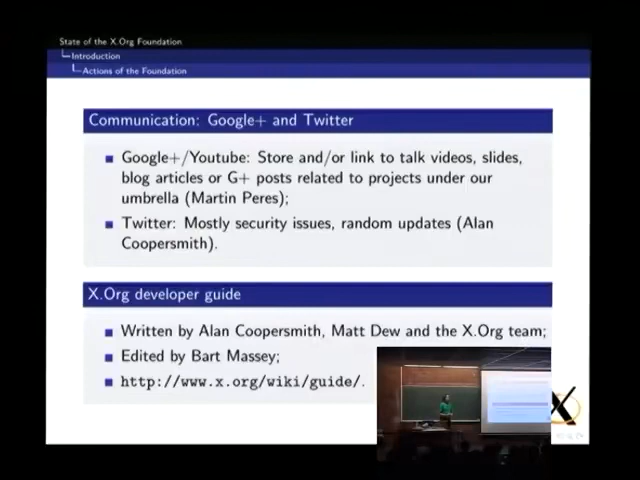 State of the X.Org Foundation
Introduction
Actions of the Foundation
Communication: Google+ and Twitter
Google+/Youtube: Store and/or link to talk videos, slides,
blog articles or G+ posts related to projects under our
umbrella (Martin Peres);
Twitter: Mostly security issues, random updates (Alan
Coopersmith).
X.Org developer guide
Written by Alan Coopersmith, Matt Dew and the X.Org team;
Edited by Bart Massey;
http://www.x.org/wiki/guide/.